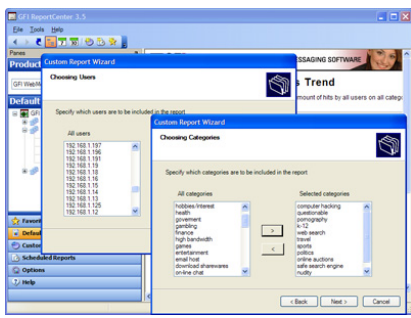 GFI ReportCenter 3.5
File Tools Help
Panes
Product
GFI WebM
Default
GFI
Favorit
Default
Custom
Scheduled Reports
Options
Help
ESSAGING SOFTWARE
s Trend
mount of hits by all users on all catego
Custom Report Wizard
Choosing Users
Specify which users are to be included in the report
All users
192.168.1.197
192.168.1.196
192.168.1.191
192.168.1.19
192.168.1.18
192.168.1.16
192.168.1.15
192.168.1.14
192.168.1.13
192.168.1.125
192.168.1.12
Custom Report Wizard
Choosing Categories
Specify which categories are to be included in the report
All categories
hobbies/interest
health
goverment
gambling
finance
high bandwidth
games
entertainment
email host
download sharewares
on-line chat
>
<
Selected categories
computer hacking
questionable
pornography
k-12
web search
travel
sports
politics
online auctions
safe search engine
nudity
< Back
Next >
Cancel